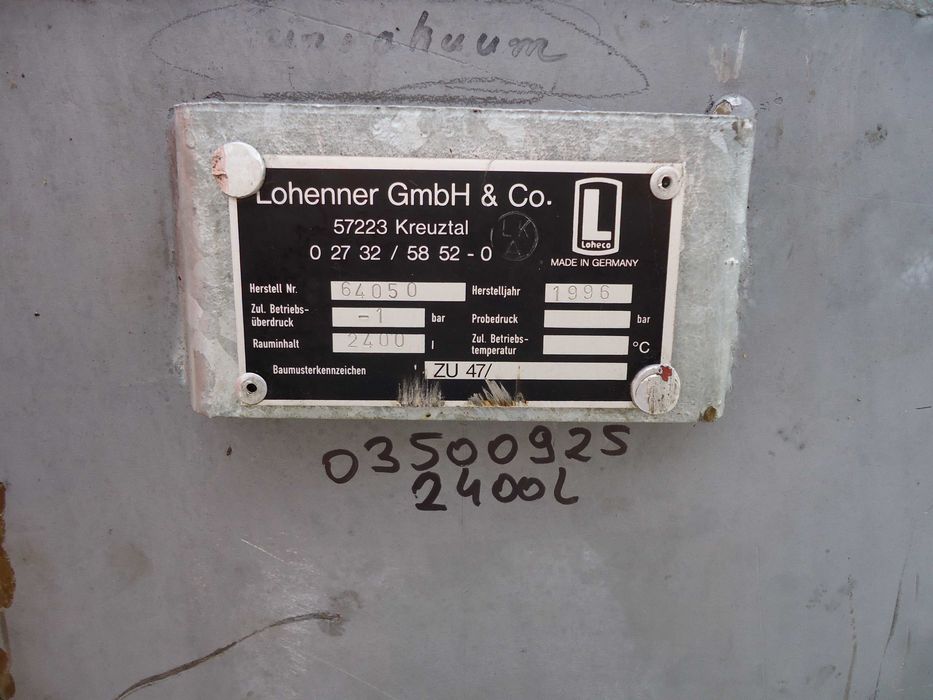 Lohenner GmbH & Co.
57223 Kreuztal
0 27 32 / 58 52 - 0
LK
A
L
Loheco
MADE IN GERMANY
Herstell Nr. 64050 Herstelljahr 1996
Zul. Betriebs-
überdruck -1 bar Probedruck bar
Rauminhalt 2400 l Zul. Betriebs-
temperatur °C
Baumusterkennzeichen ZU 47/
03500925
2400L